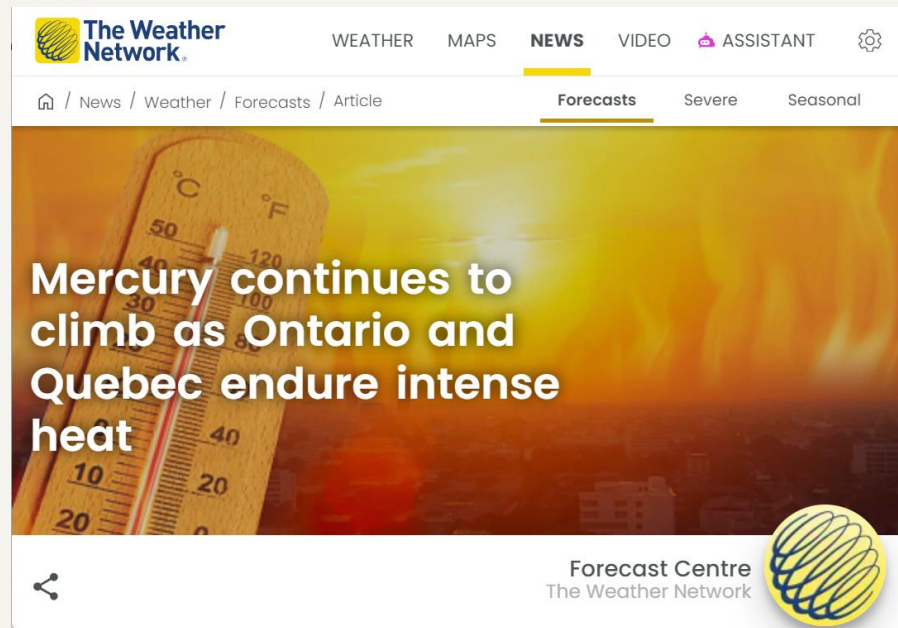 The Weather
Network.
WEATHER MAPS NEWS VIDEO ASSISTANT
/ News / Weather / Forecasts / Article
Forecasts Severe Seasonal
°C °F
50
120
40
30 100
80
Mercury continues to
climb as Ontario and
Quebec endure intense
heat
40
10
20
20
0
Forecast Centre
The Weather Network